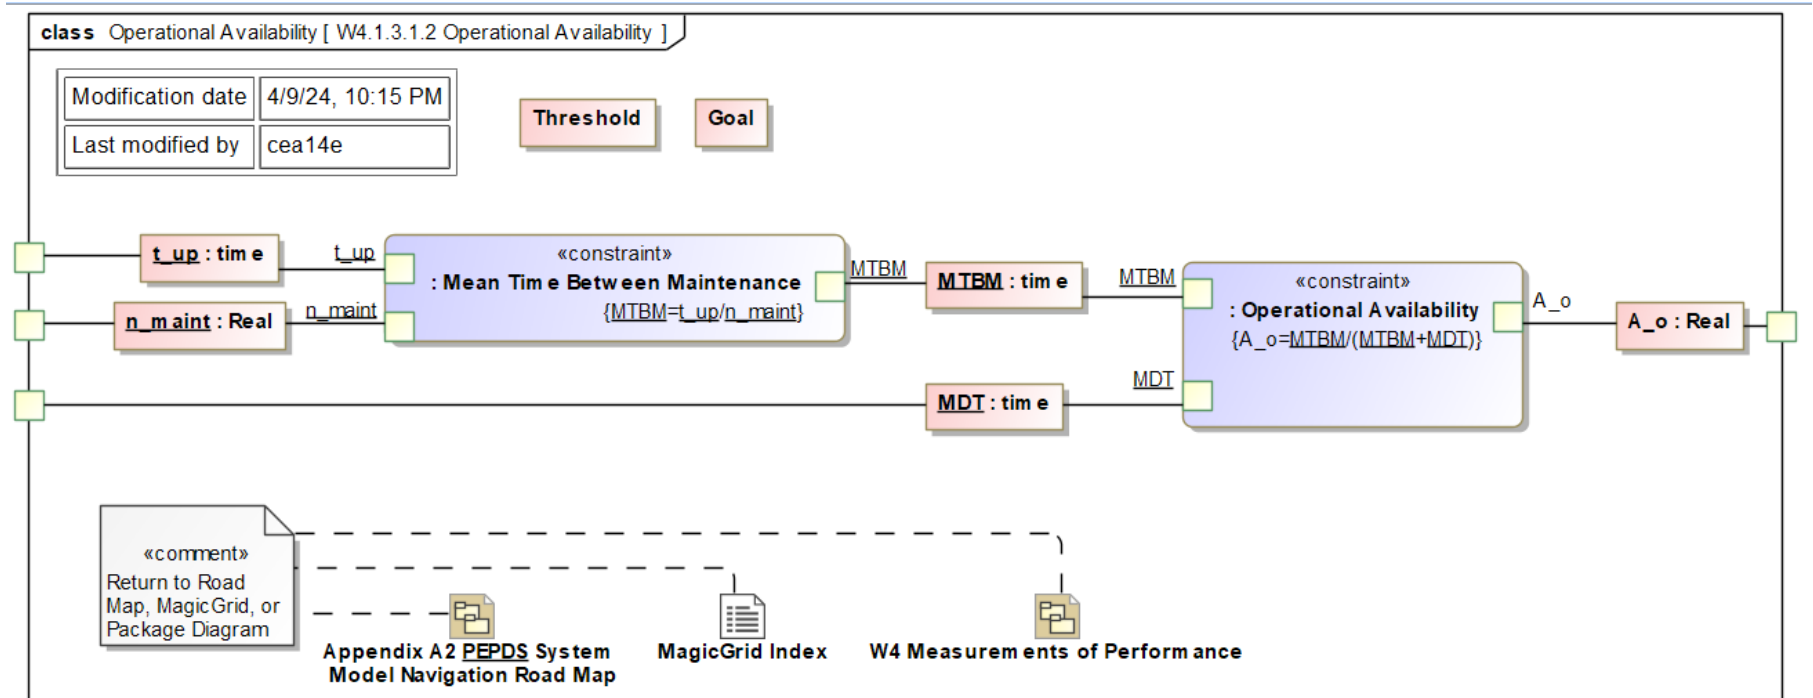 class Operational Availability [ W4.1.3.1.2 Operational Availability ]
Modification date 4/9/24, 10:15 PM
Last modified by cea14e
Threshold
Goal
t_up : time
t_up
n_maint : Real
n_maint
«constraint»
: Mean Time Between Maintenance
{MTBM=t_up/n_maint}
MTBM
MTBM : time
MTBM
MDT : time
MDT
«constraint»
: Operational Availability
{A_o=MTBM/(MTBM+MDT)}
A_o
A_o : Real
«comment»
Return to Road
Map, MagicGrid, or
Package Diagram
Appendix A2 PEPDS System
Model Navigation Road Map
MagicGrid Index
W4 Measurements of Performance